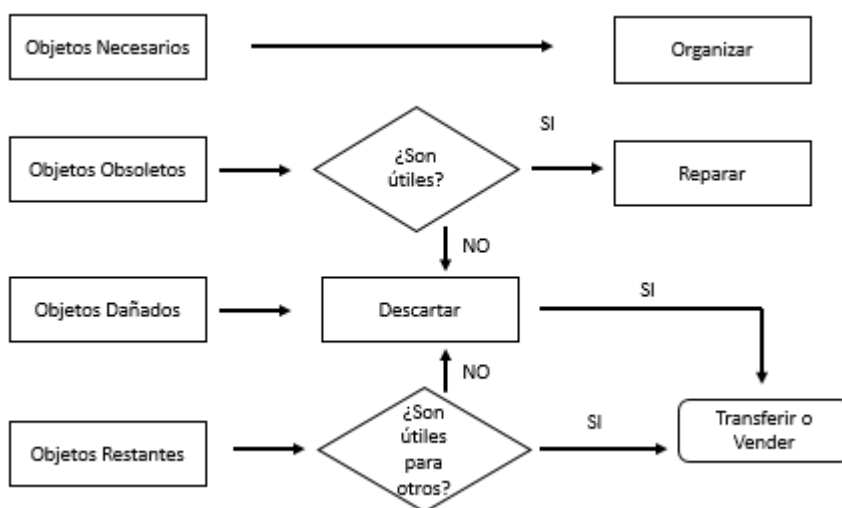 Objetos Necesarios
Organizar
Objetos Obsoletos
¿Son
útiles?
SI
Reparar
NO
Objetos Dañados
Descartar
SI
NO
Objetos Restantes
¿Son
útiles
para
otros?
SI
Transferir o
Vender